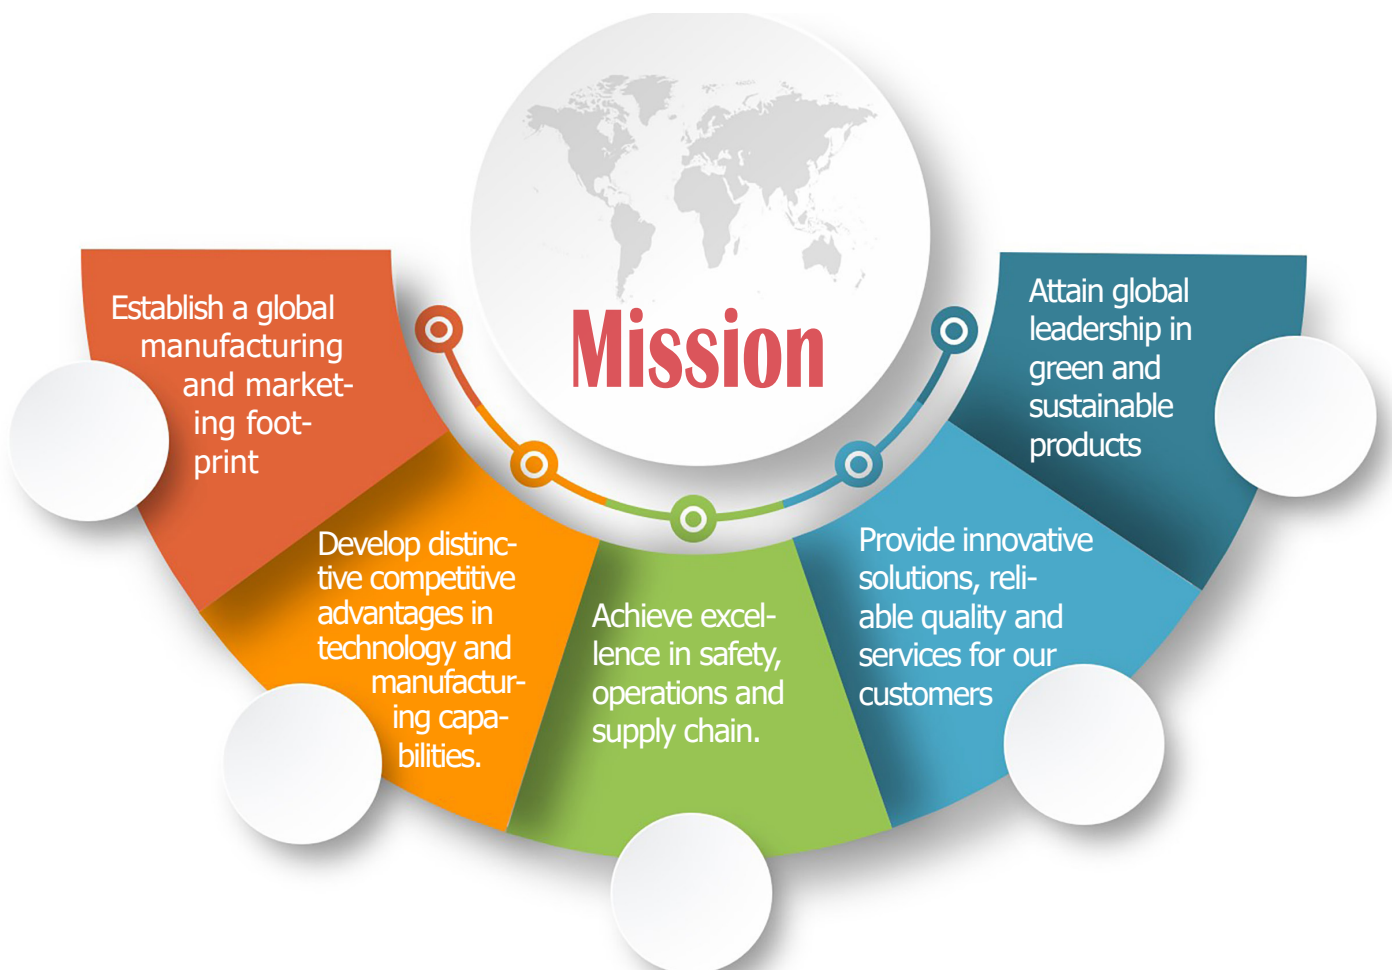 Mission
Establish a global
manufacturing
and market-
ing foot-
print
Develop distinc-
tive competitive
advantages in
technology and
manufactur-
ing capa-
bilities.
Achieve excel-
lence in safety,
operations and
supply chain.
Provide innovative
solutions, reli-
able quality and
services for our
customers
Attain global
leadership in
green and
sustainable
products